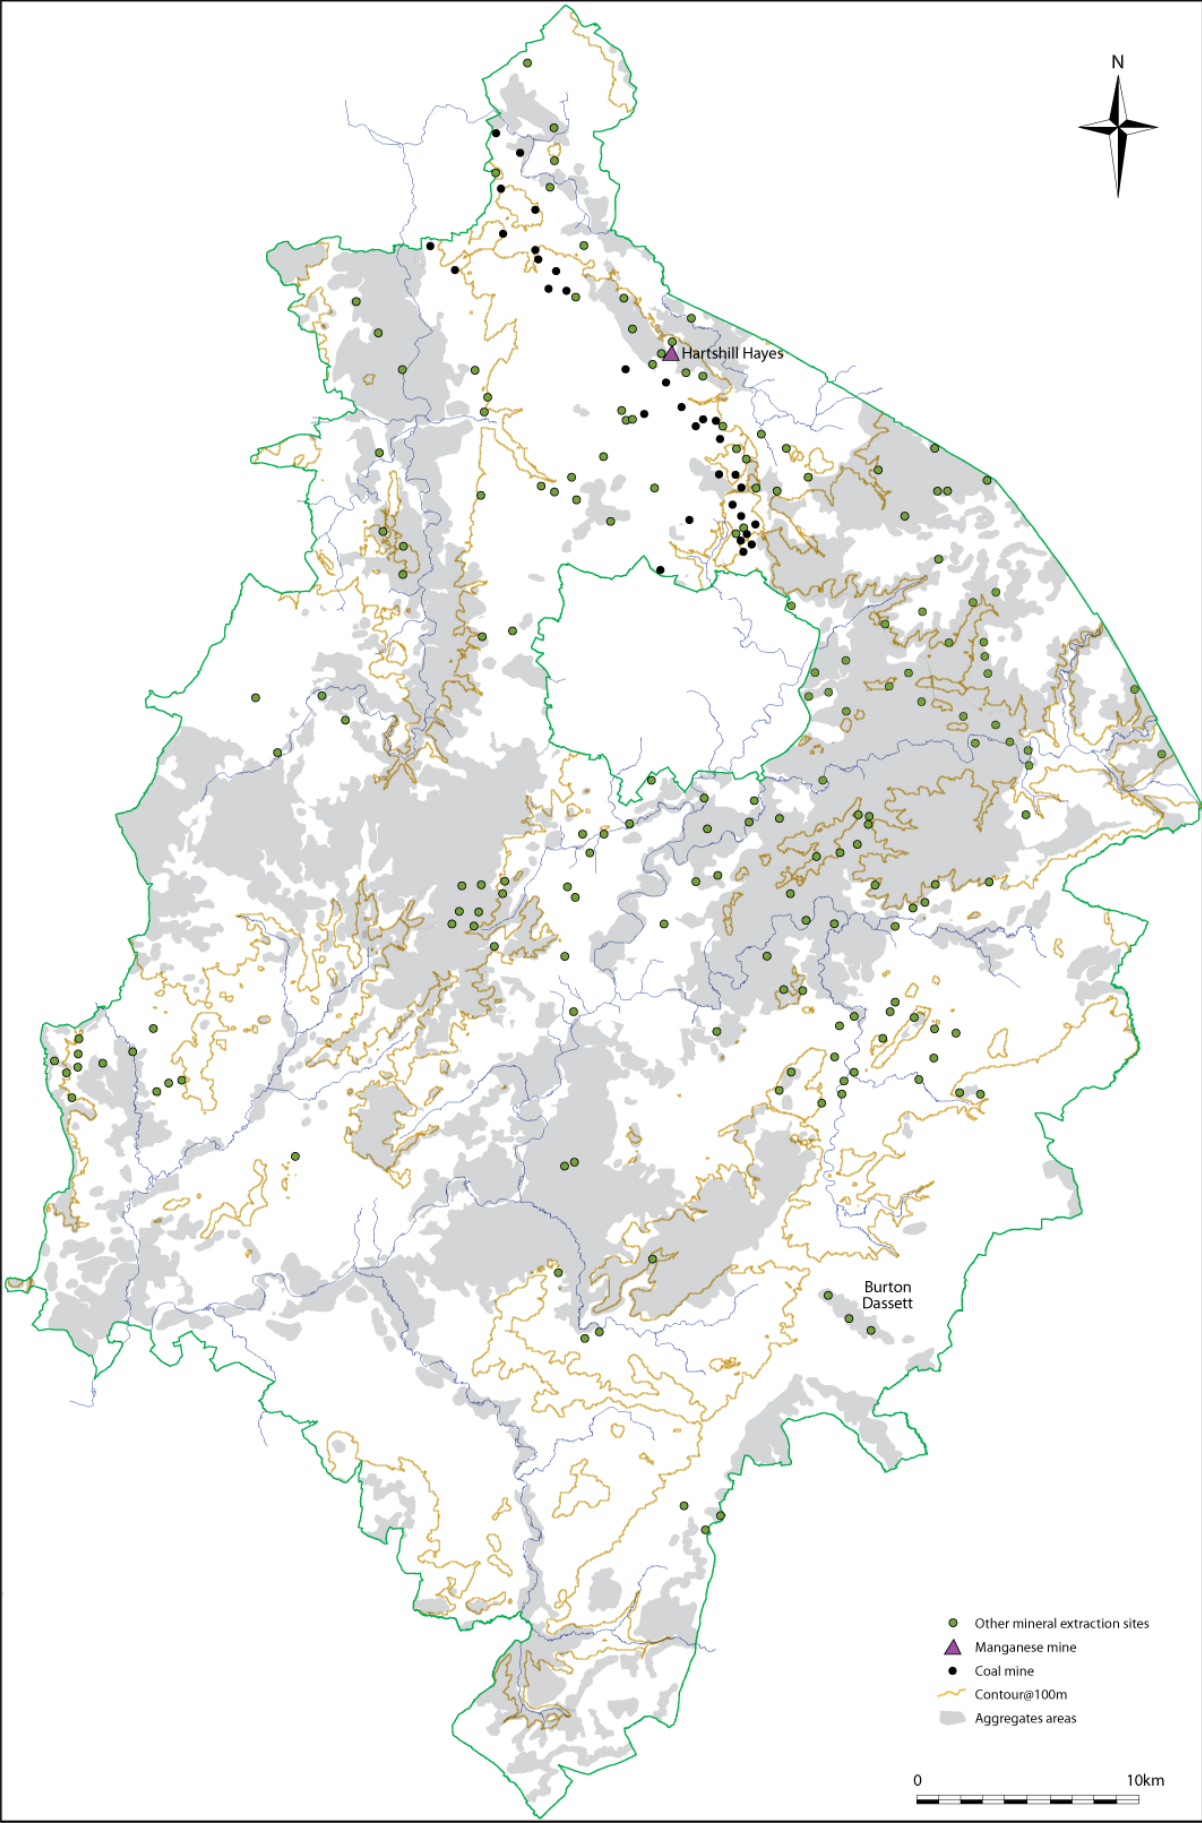 N
Hartshill Hayes
Burton
Dassett
Other mineral extraction sites
Manganese mine
Coal mine
Contour@100m
Aggregates areas
0 10km